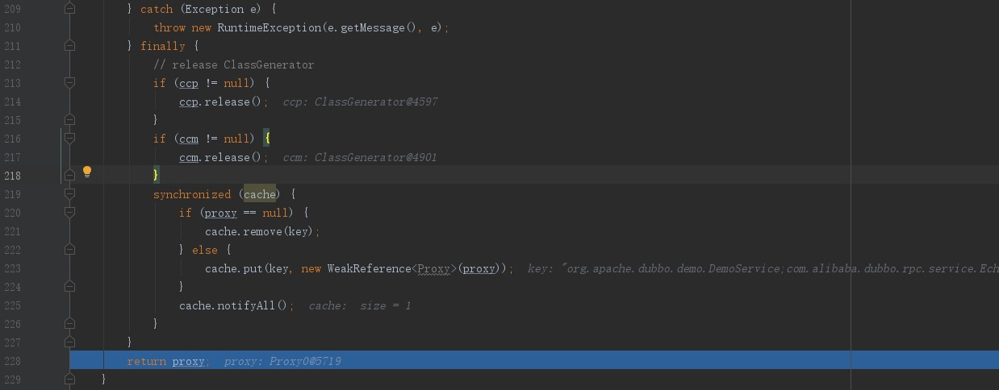 209 } catch (Exception e) {
210 throw new RuntimeException(e.getMessage(), e);
211 } finally {
212 // release ClassGenerator
213 if (ccp != null) {
214 ccp.release(); ccp: ClassGenerator@4597
215 }
216 if (ccm != null) {
217 ccm.release(); ccm: ClassGenerator@4901
218 }
219 synchronized (cache) {
220 if (proxy == null) {
221 cache.remove(key);
222 } else {
223 cache.put(key, new WeakReference<Proxy>(proxy)); key: "org.apache.dubbo.demo.DemoService;com.alibaba.dubbo.rpc.service.Ech
224 }
225 cache.notifyAll(); cache: size = 1
226 }
227 }
228 return proxy; proxy: Proxy0@5719
229 }